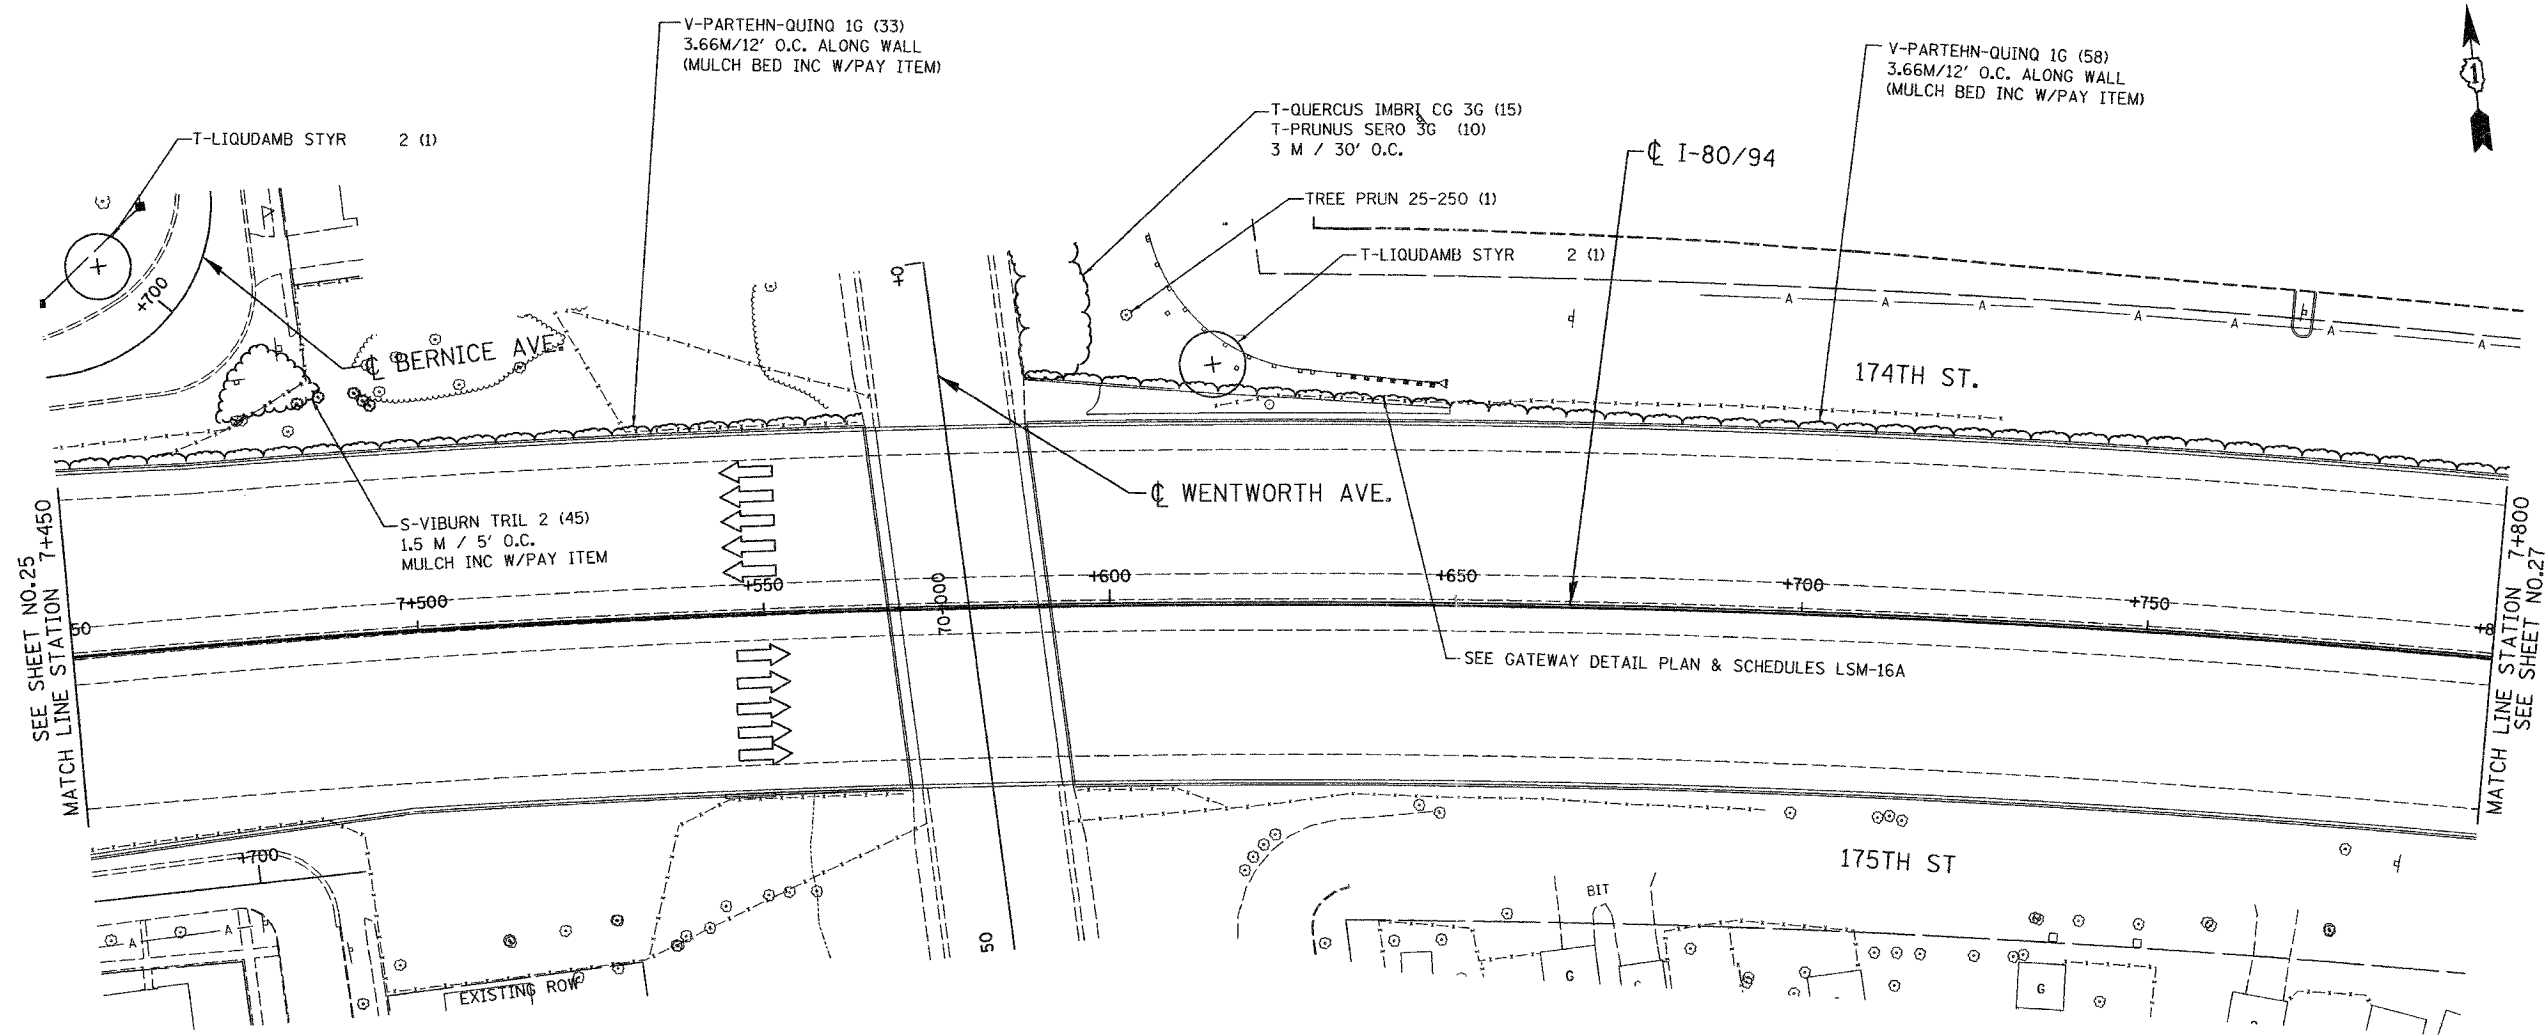 V-PARTEHN-QUINQ 1G (33)
3.66M/12' O.C. ALONG WALL
(MULCH BED INC W/PAY ITEM)
V-PARTEHN-QUINQ 1G (58)
3.66M/12' O.C. ALONG WALL
(MULCH BED INC W/PAY ITEM)
1
T-QUERCUS IMBRI CG 3G (15)
T-PRUNUS SERO 3G (10)
3 M / 30' O.C.
T-LIQUDAMB STYR 2 (1)
℄ I-80/94
TREE PRUN 25-250 (1)
T-LIQUDAMB STYR 2 (1)
+700
℄ BERNICE AVE.
A A A A A A A A
174TH ST.
℄ WENTWORTH AVE.
S-VIBURN TRIL 2 (45)
1.5 M / 5' O.C.
MULCH INC W/PAY ITEM
SEE SHEET NO.25
MATCH LINE STATION 7+450
50
7+500
+550
70+000
+600
+650
+700
+750
+8
MATCH LINE STATION 7+800
SEE SHEET NO.27
SEE GATEWAY DETAIL PLAN & SCHEDULES LSM-16A
+700
175TH ST
BIT
A A
50
EXISTING ROW
G
G